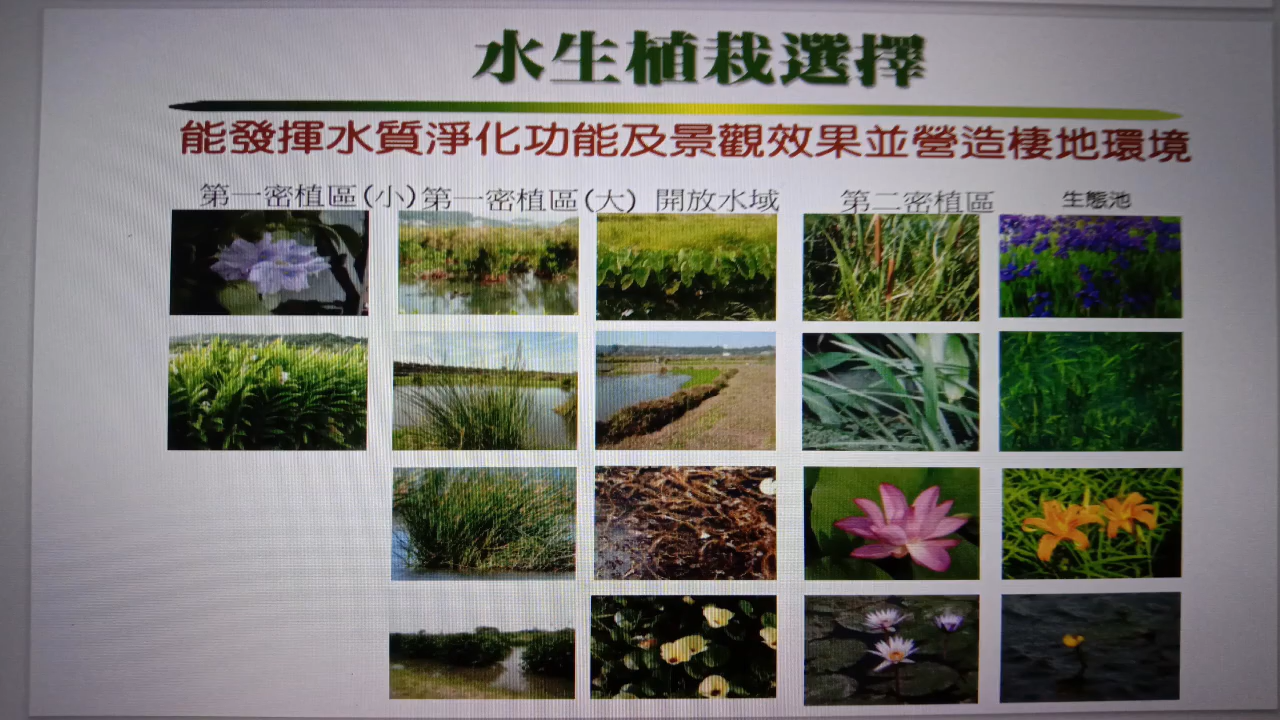 水生植栽選擇
能發揮水質淨化功能及景觀效果並營造棲地環境
第一密植區(小) 第一密植區(大) 開放水域 第二密植區 生態池